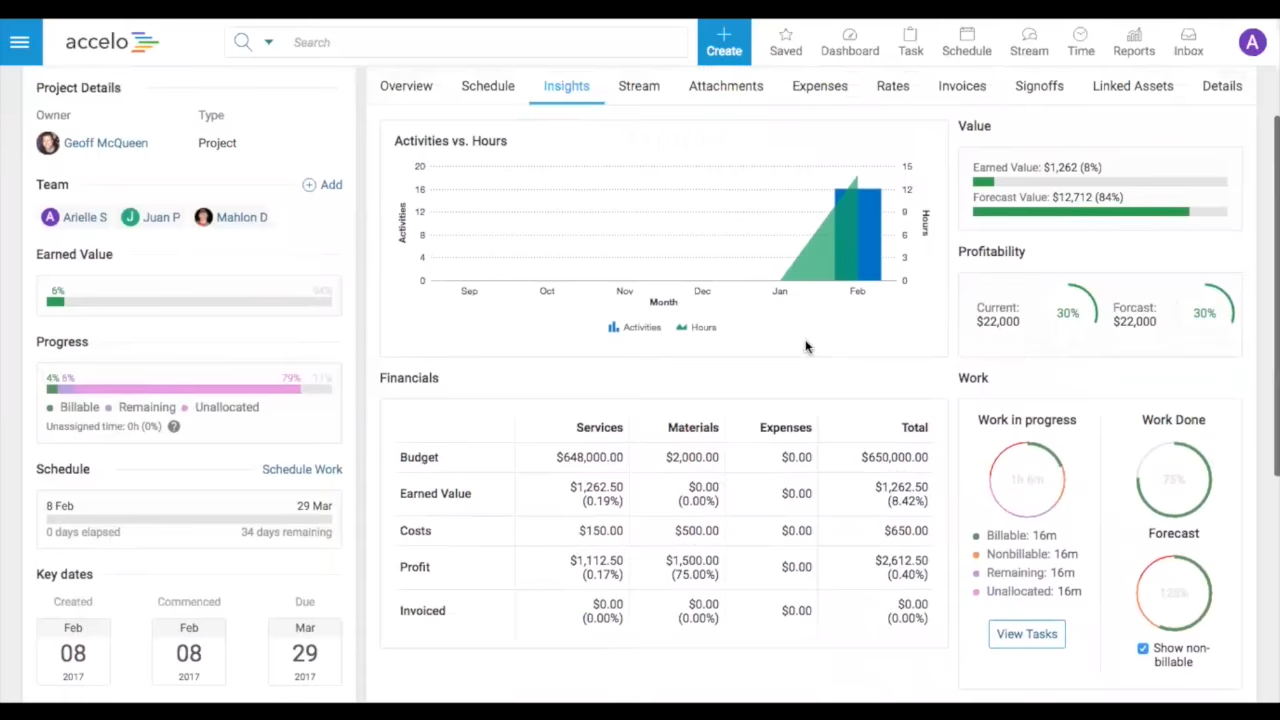 accelo
Search
Create
Saved
Dashboard
Task
Schedule
Stream
Time
Reports
Inbox
A
Project Details
Owner
Type
Geoff McQueen
Project
Team
Add
A Arielle S
J Juan P
Mahlon D
Earned Value
6%
94%
Progress
4% 6%
79%
11%
Billable
Remaining
Unallocated
Unassigned time: 0h (0%) ?
Schedule
Schedule Work
8 Feb
29 Mar
0 days elapsed
34 days remaining
Key dates
Created
Commenced
Due
Feb
08
2017
Feb
08
2017
Mar
29
2017
Overview
Schedule
Insights
Stream
Attachments
Expenses
Rates
Invoices
Signoffs
Linked Assets
Details
Activities vs. Hours
20
16
12
8
4
0
Activities
15
12
9
6
3
0
Hours
Sep
Oct
Nov
Dec
Jan
Feb
Month
Activities
Hours
Financials
Services Materials Expenses Total
Budget $648,000.00 $2,000.00 $0.00 $650,000.00
Earned Value $1,262.50 (0.19%) $0.00 (0.00%) $0.00 $1,262.50 (8.42%)
Costs $150.00 $500.00 $0.00 $650.00
Profit $1,112.50 (0.17%) $1,500.00 (75.00%) $0.00 $2,612.50 (0.40%)
Invoiced $0.00 (0.00%) $0.00 (0.00%) $0.00 $0.00 (0.00%)
Value
Earned Value: $1,262 (8%)
Forecast Value: $12,712 (84%)
Profitability
Current:
$22,000
30%
Forcast:
$22,000
30%
Work
Work in progress
1h 6m
Billable: 16m
Nonbillable: 16m
Remaining: 16m
Unallocated: 16m
View Tasks
Work Done
75%
Forecast
Show non-
billable